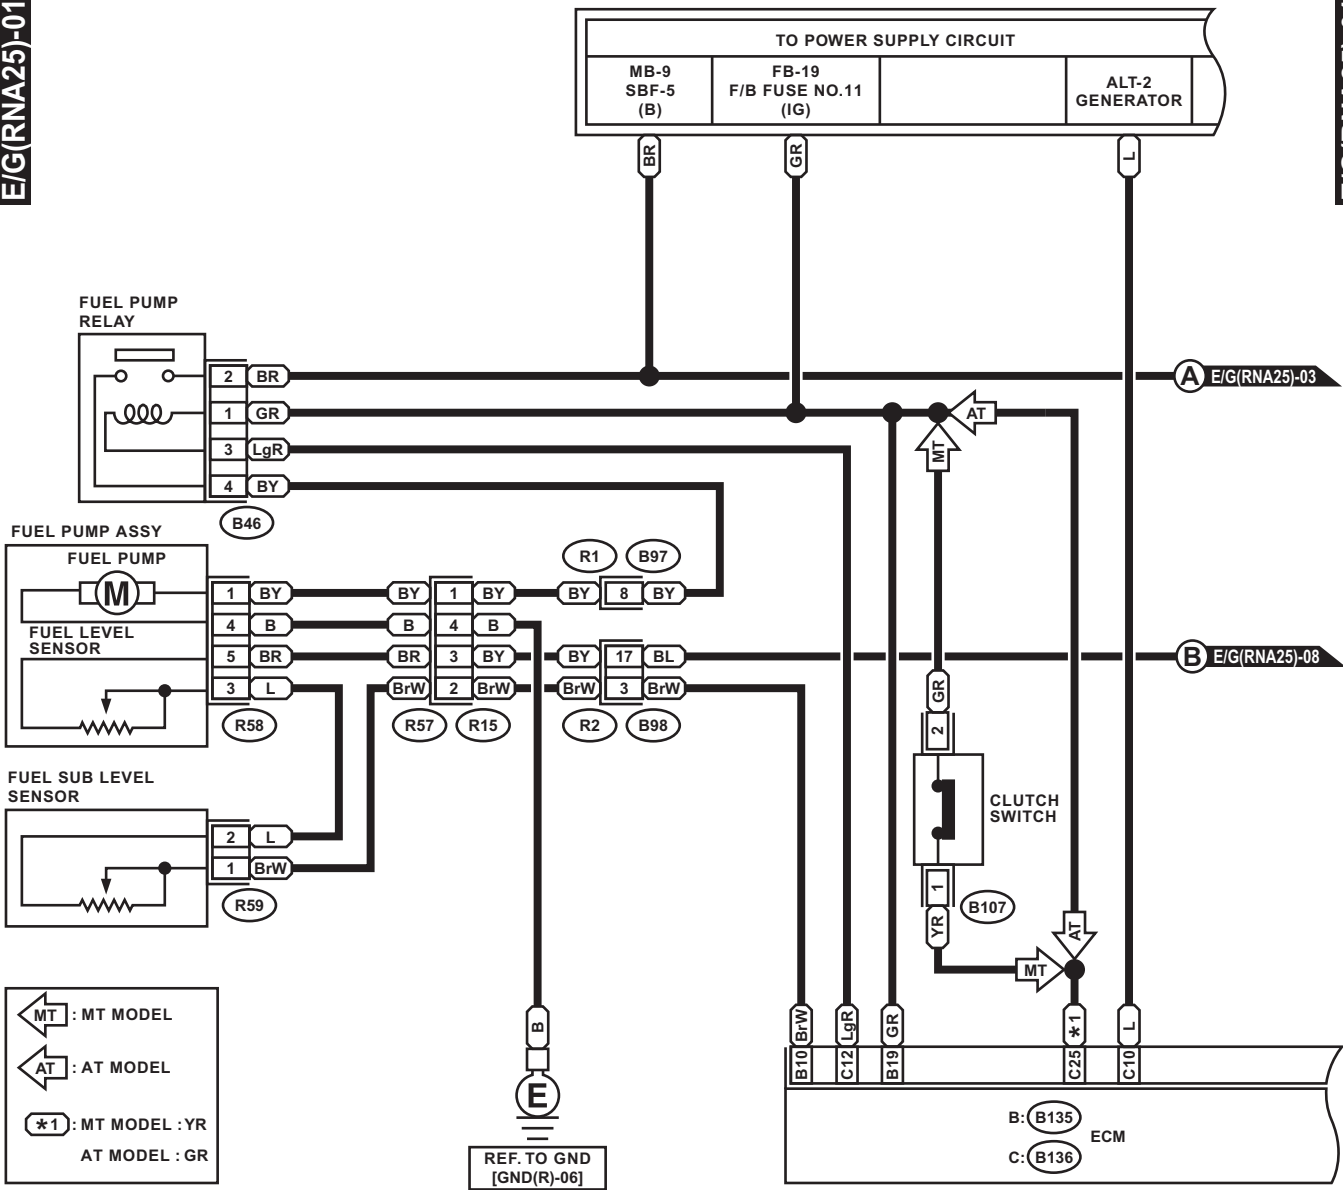 E/G(RNA25)-01
TO POWER SUPPLY CIRCUIT
MB-9
SBF-5
(B)
FB-19
F/B FUSE NO.11
(IG)
ALT-2
GENERATOR
BR
GR
L
FUEL PUMP
RELAY
2 BR
1 GR
3 LgR
4 BY
B46
A E/G(RNA25)-03
AT
MT
FUEL PUMP ASSY
FUEL PUMP
M
FUEL LEVEL
SENSOR
R1 B97
1 BY BY 1 BY BY 8 BY
4 B B 4 B
5 BR BR 3 BY BY 17 BL
3 L BrW 2 BrW BrW 3 BrW
R58 R57 R15 R2 B98
B E/G(RNA25)-08
GR
2
CLUTCH
SWITCH
1
YR
B107
AT
MT
FUEL SUB LEVEL
SENSOR
2 L
1 BrW
R59
MT : MT MODEL
AT : AT MODEL
*1 : MT MODEL : YR
AT MODEL : GR
B
E
REF. TO GND
[GND(R)-06]
BrW LgR GR *1 L
B10 C12 B19 C25 C10
B: B135
ECM
C: B136